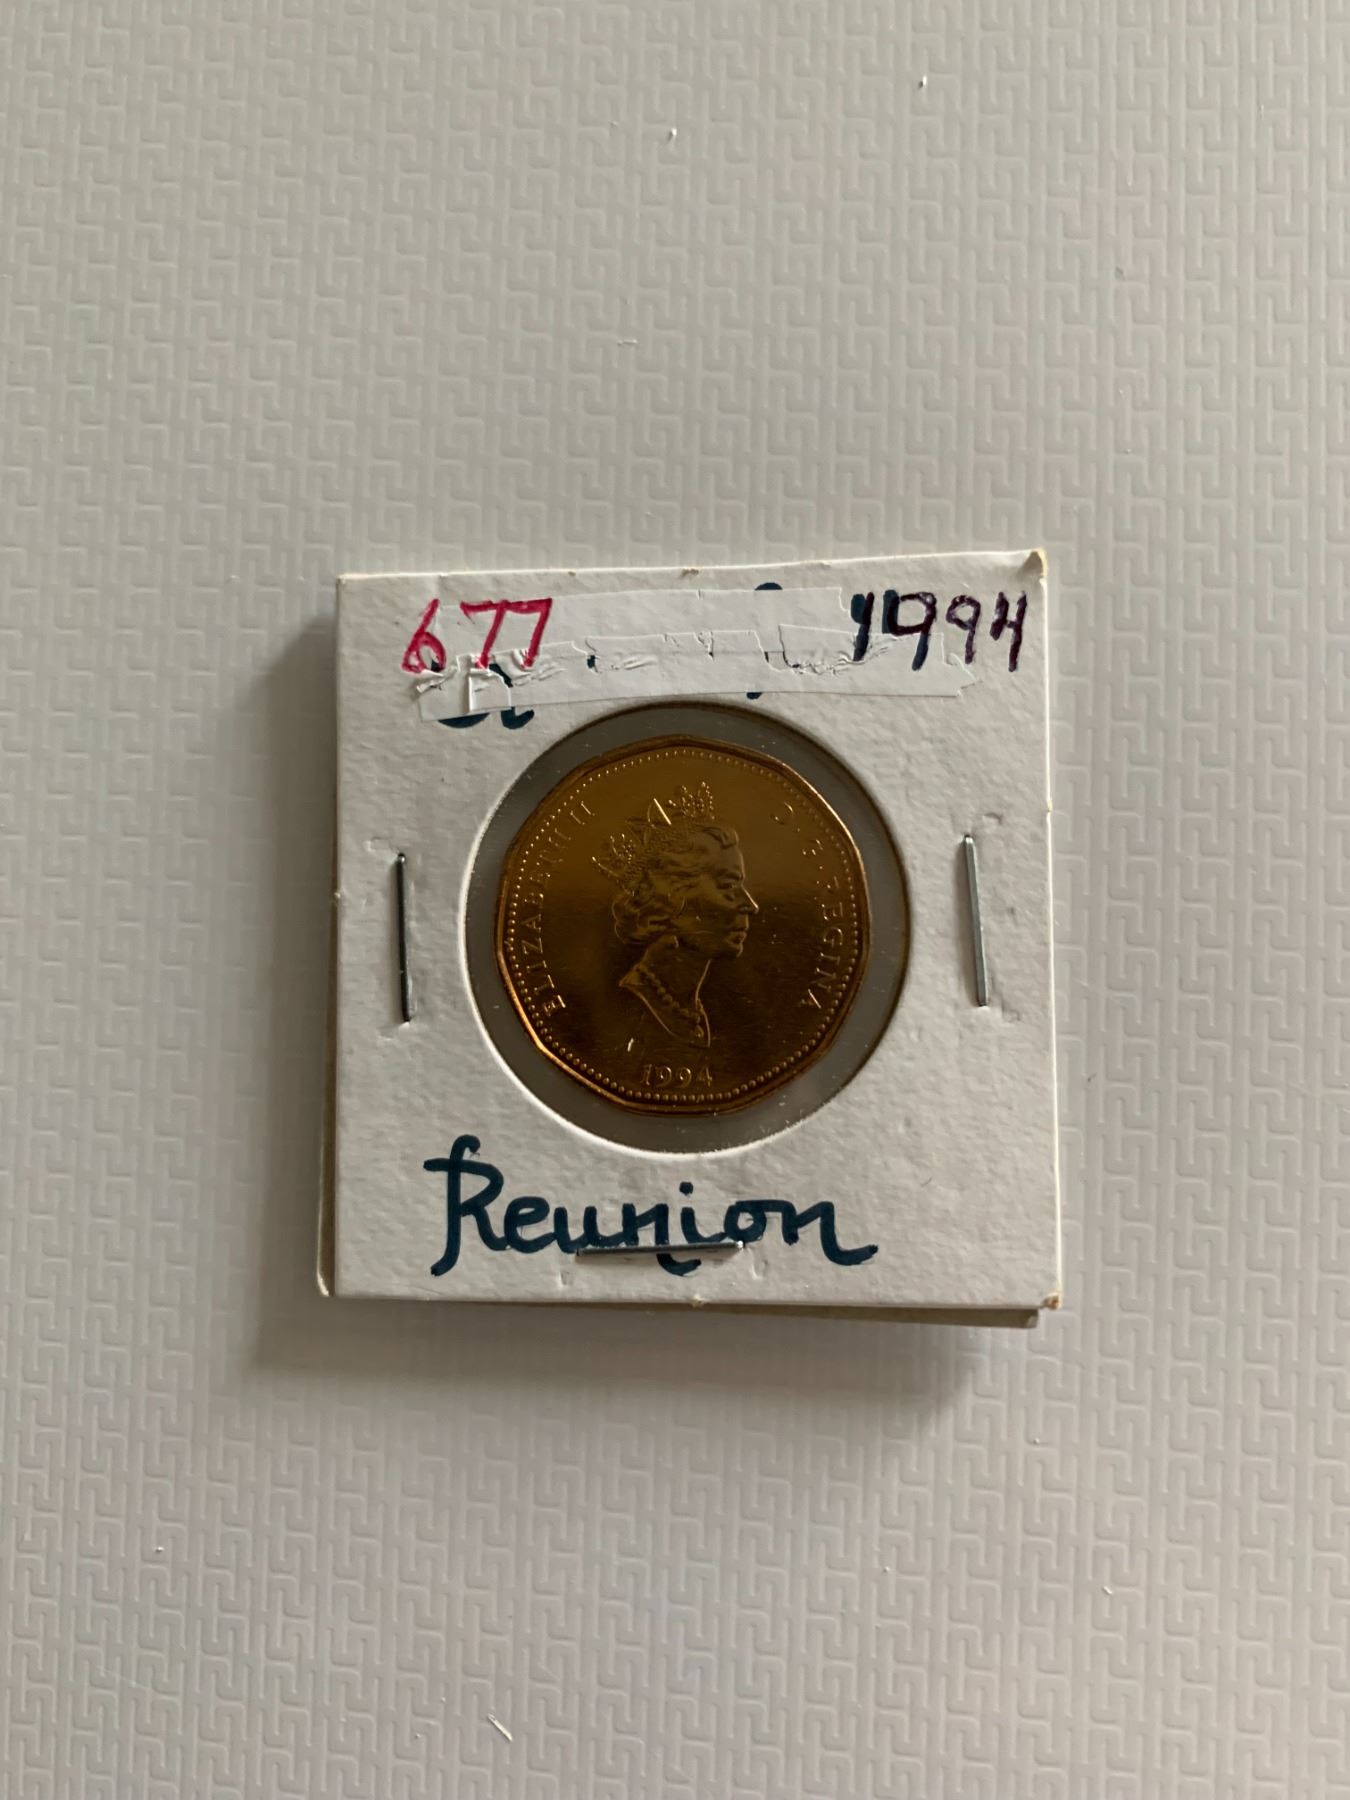 677 1994
ELIZABETH II D·G·REGINA
1994
Reunion